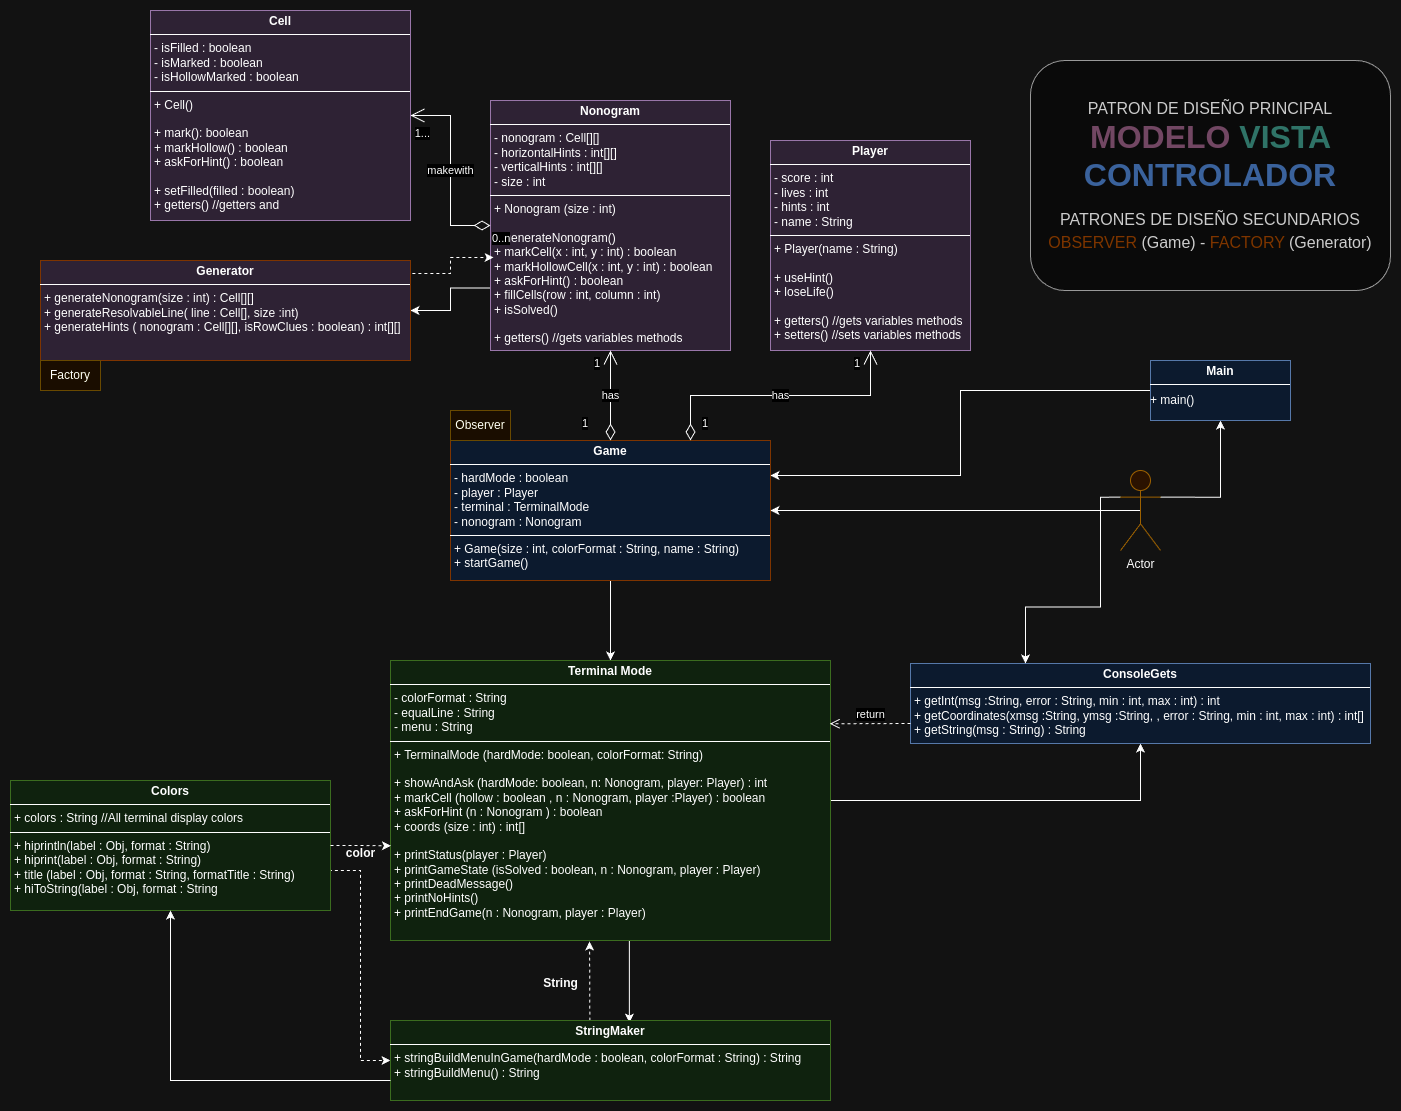 Cell
- isFilled : boolean
- isMarked : boolean
- isHollowMarked : boolean
+ Cell()
+ mark(): boolean
+ markHollow() : boolean
+ askForHint() : boolean
+ setFilled(filled : boolean)
+ getters() //getters and
1...
makewith
Nonogram
- nonogram : Cell[][]
- horizontalHints : int[][]
- verticalHints : int[][]
- size : int
+ Nonogram (size : int)
0..n
enerateNonogram()
+ markCell(x : int, y : int) : boolean
+ markHollowCell(x : int, y : int) : boolean
+ askForHint() : boolean
+ fillCells(row : int, column : int)
+ isSolved()
+ getters() //gets variables methods
Player
- score : int
- lives : int
- hints : int
- name : String
+ Player(name : String)
+ useHint()
+ loseLife()
+ getters() //gets variables methods
+ setters() //sets variables methods
PATRON DE DISEÑO PRINCIPAL
MODELO VISTA
CONTROLADOR
PATRONES DE DISEÑO SECUNDARIOS
OBSERVER (Game) - FACTORY (Generator)
Generator
+ generateNonogram(size : int) : Cell[][]
+ generateResolvableLine( line : Cell[], size :int)
+ generateHints ( nonogram : Cell[][], isRowClues : boolean) : int[][]
Factory
1
has
1
1
has
1
Main
+ main()
Observer
Game
- hardMode : boolean
- player : Player
- terminal : TerminalMode
- nonogram : Nonogram
+ Game(size : int, colorFormat : String, name : String)
+ startGame()
Actor
Terminal Mode
- colorFormat : String
- equalLine : String
- menu : String
+ TerminalMode (hardMode: boolean, colorFormat: String)
+ showAndAsk (hardMode: boolean, n: Nonogram, player: Player) : int
+ markCell (hollow : boolean , n : Nonogram, player :Player) : boolean
+ askForHint (n : Nonogram ) : boolean
+ coords (size : int) : int[]
+ printStatus(player : Player)
+ printGameState (isSolved : boolean, n : Nonogram, player : Player)
+ printDeadMessage()
+ printNoHints()
+ printEndGame(n : Nonogram, player : Player)
return
ConsoleGets
+ getInt(msg :String, error : String, min : int, max : int) : int
+ getCoordinates(xmsg :String, ymsg :String, , error : String, min : int, max : int) : int[]
+ getString(msg : String) : String
Colors
+ colors : String //All terminal display colors
+ hiprintln(label : Obj, format : String)
+ hiprint(label : Obj, format : String)
+ title (label : Obj, format : String, formatTitle : String)
+ hiToString(label : Obj, format : String
color
String
StringMaker
+ stringBuildMenuInGame(hardMode : boolean, colorFormat : String) : String
+ stringBuildMenu() : String